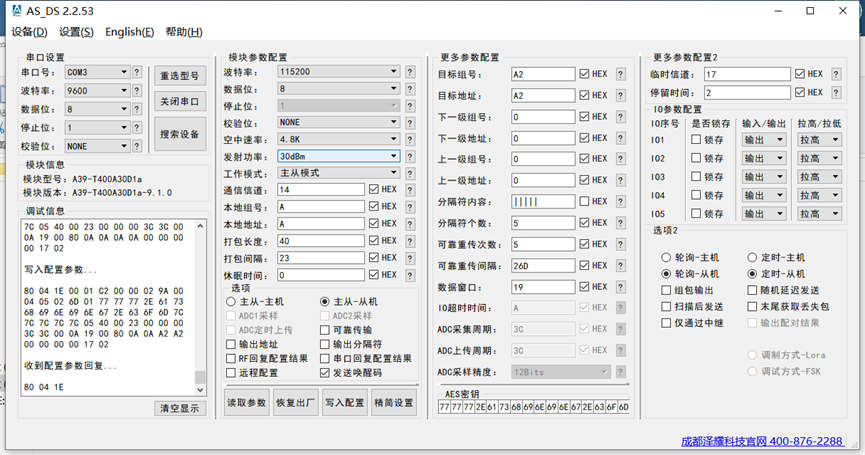 AS_DS 2.2.53
设备(D) 设置(S) English(E) 帮助(H)
串口设置
串口号: COM3 ?
波特率: 9600 ?
数据位: 8 ?
停止位: 1 ?
校验位: NONE ?
重选型号
关闭串口
搜索设备
模块信息
模块型号: A39-T400A30D1a
模块版本: A39-T400A30D1a-9.1.0
调试信息
7C 05 40 00 23 00 00 00 3C 3C 00
0A 19 00 80 0A 0A 0A 0A 00 00 00
00 17 02
写入配置参数...
80 04 1E 00 01 C2 00 00 02 9A 00
04 05 02 6D 01 77 77 77 2E 61 73
68 69 6E 69 6E 67 2E 63 6F 6D 7C
7C 7C 7C 7C 05 40 00 23 00 00 00
3C 3C 00 0A 19 00 80 0A 0A A2 A2
00 00 00 00 17 02
收到配置参数回复...
80 04 1E
清空显示
模块参数配置
波特率: 115200 ?
数据位: 8 ?
停止位: 1 ?
校验位: NONE ?
空中速率: 4.8K ?
发射功率: 30dBm ?
工作模式: 主从模式 ?
通信信道: 14 HEX ?
本地组号: A HEX ?
本地地址: A HEX ?
打包长度: 40 HEX ?
打包间隔: 23 HEX ?
休眠时间: 0 HEX ?
选项
主从-主机 主从-从机
ADC1采样 ADC2采样
ADC定时上传 可靠传输
输出地址 输出分隔符
RF回复配置结果 串口回复配置结果
远程配置 发送唤醒码
读取参数 恢复出厂 写入配置 精简设置
更多参数配置
目标组号: A2 HEX ?
目标地址: A2 HEX ?
下一级组号: 0 HEX ?
下一级地址: 0 HEX ?
上一级组号: 0 HEX ?
上一级地址: 0 HEX ?
分隔符内容: ||||| HEX ?
分隔符个数: 5 HEX ?
可靠重传次数: 5 HEX ?
可靠重传间隔: 26D HEX ?
数据窗口: 19 HEX ?
IO超时时间: A HEX ?
ADC采集周期: 3C HEX ?
ADC上传周期: 3C HEX ?
ADC采样精度: 12Bits ?
AES密钥
77 77 77 2E 61 73 68 69 6E 69 6E 67 2E 63 6F 6D
更多参数配置2
临时信道: 17 HEX ?
停留时间: 2 HEX ?
IO参数配置
IO序号 是否锁存 输入/输出 拉高/拉低
IO1 锁存 输出 拉高
IO2 锁存 输出 拉高
IO3 锁存 输出 拉高
IO4 锁存 输出 拉高
IO5 锁存 输出 拉高
选项2
轮询-主机 定时-主机
轮询-从机 定时-从机
组包输出 随机延迟发送
扫描后发送 末尾获取丢失包
仅通过中继 输出配对结果
调制方式-Lora
调试方式-FSK
成都泽耀科技官网 400-876-2288